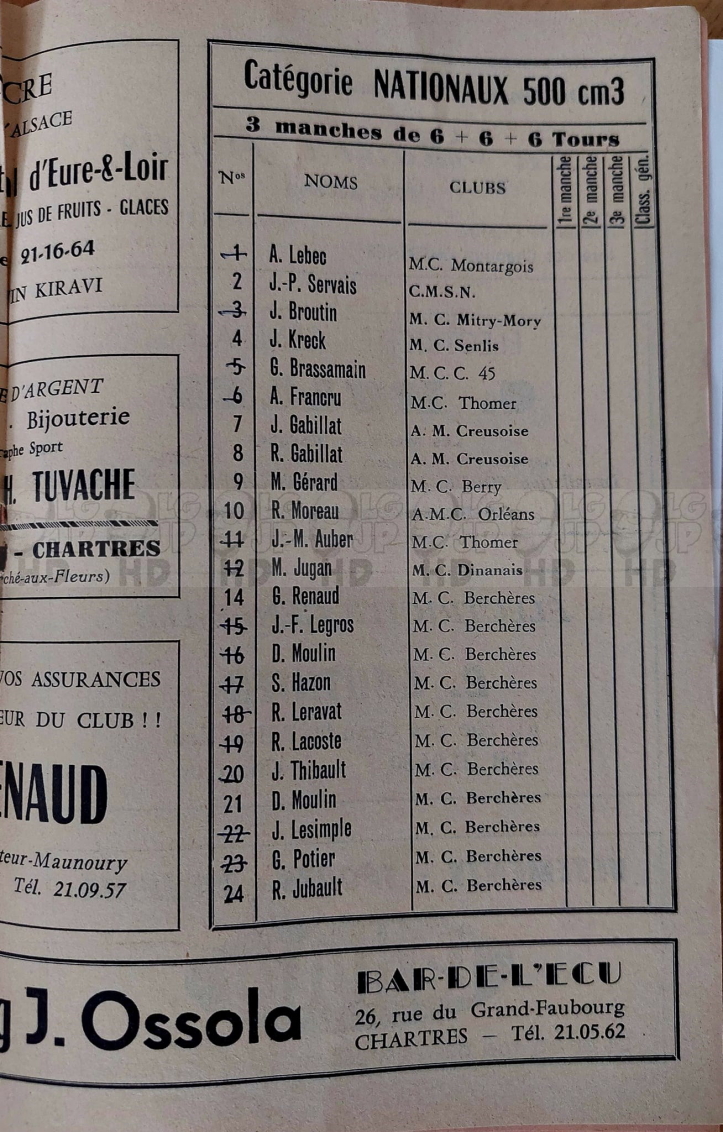 CRE
D'ALSACE
d'Eure-&-Loir
JUS DE FRUITS - GLACES
21-16-64
KIRAVI
D'ARGENT
. Bijouterie
Sport
H. TUVACHE
- CHARTRES
ché-aux-Fleurs)
VOS ASSURANCES
EUR DU CLUB ! !
ENAUD
teur-Maunoury
Tél. 21.09.57
Catégorie NATIONAUX 500 cm3
3 manches de 6 + 6 + 6 Tours
Nos NOMS CLUBS 1re manche 2e manche 3e manche Class. gén.
1 A. Lebec M.C. Montargois
2 J.-P. Servais C.M.S.N.
3 J. Broutin M. C. Mitry-Mory
4 J. Kreck M. C. Senlis
5 G. Brassamain M. C. C. 45
6 A. Francru M.C. Thomer
7 J. Gabillat A. M. Creusoise
8 R. Gabillat A. M. Creusoise
9 M. Gérard M. C. Berry
10 R. Moreau A.M.C. Orléans
11 J.-M. Auber M.C. Thomer
12 M. Jugan M. C. Dinanais
14 G. Renaud M. C. Berchères
15 J.-F. Legros M. C. Berchères
16 D. Moulin M. C. Berchères
17 S. Hazon M. C. Berchères
18 R. Leravat M. C. Berchères
19 R. Lacoste M. C. Berchères
20 J. Thibault M. C. Berchères
21 D. Moulin M. C. Berchères
22 J. Lesimple M. C. Berchères
23 G. Potier M. C. Berchères
24 R. Jubault M. C. Berchères
J. Ossola
BAR-DE-L'ECU
26, rue du Grand-Faubourg
CHARTRES — Tél. 21.05.62